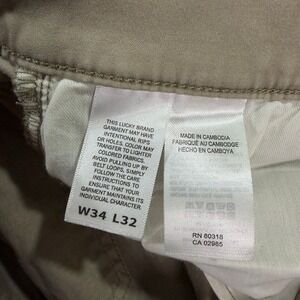 THIS LUCKY BRAND
GARMENT MAY HAVE
INTENTIONAL RIPS
OR HOLES. COLOR MAY
TRANSFER TO LIGHTER
COLORED FABRICS.
AVOID PULLING UP BY
BELT LOOPS, SIMPLY
FOLLOW THE CARE
INSTRUCTIONS TO
ENSURE THAT YOUR
GARMENT MAINTAINS ITS
INDIVIDUAL CHARACTER.
W34 L32
MADE IN CAMBODIA
FABRIQUÉ AU CAMBODGE
HECHO EN CAMBOYA
RN 80318
CA 02985